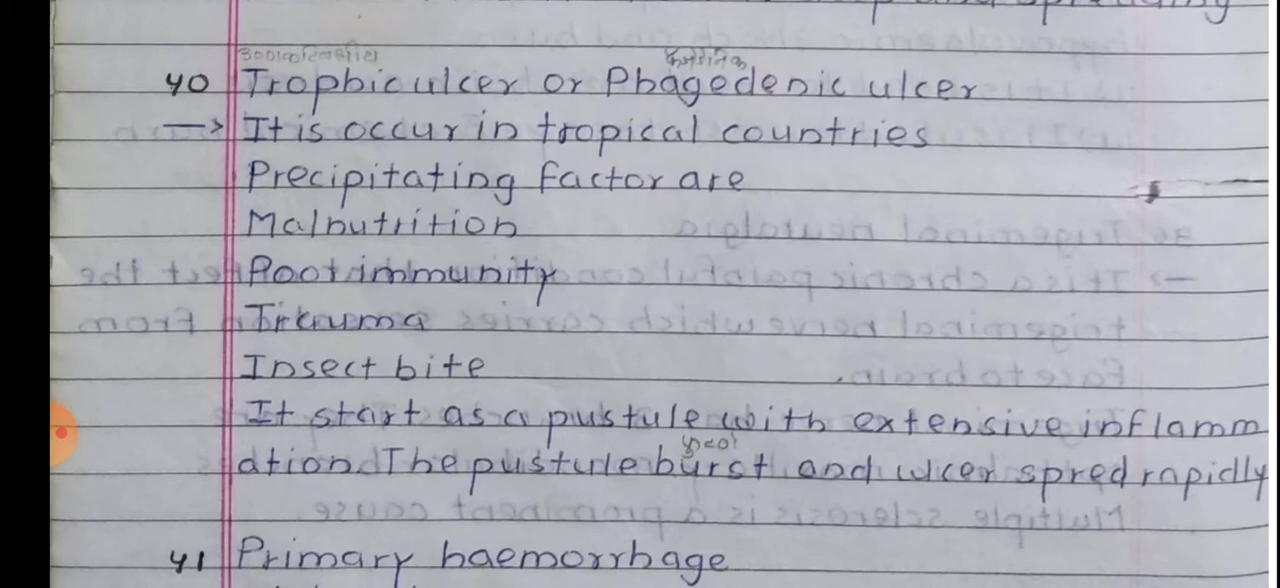 40 Trophic ulcer or Phagedenic ulcer
→ It is occur in tropical countries
Precipitating factor are
Malnutrition
Poor immunity
Trauma
Insect bite
It start as a pustule with extensive inflamm
ation. The pustule burst and ulcer spred rapidly
41 Primary haemorrhage